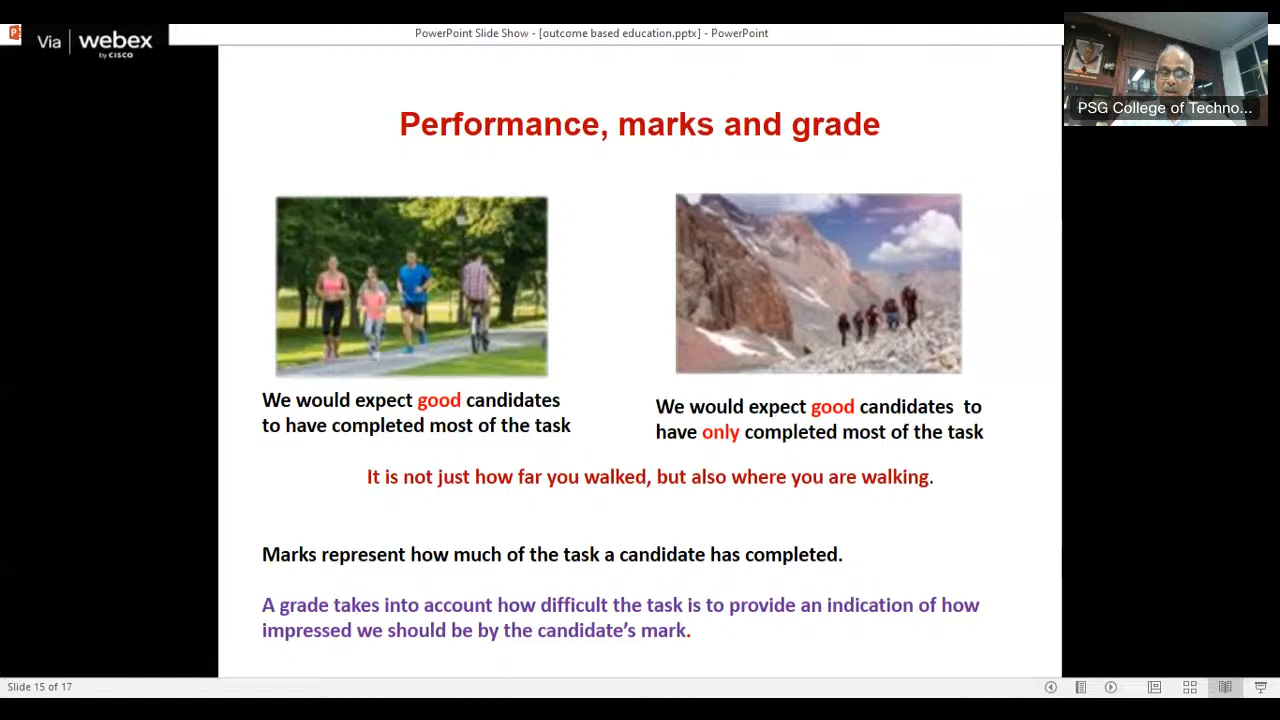 PowerPoint Slide Show - [outcome based education.pptx] - PowerPoint
Via webex
by CISCO
PSG College of Techno...
Performance, marks and grade
We would expect good candidates
to have completed most of the task
We would expect good candidates to
have only completed most of the task
It is not just how far you walked, but also where you are walking.
Marks represent how much of the task a candidate has completed.
A grade takes into account how difficult the task is to provide an indication of how
impressed we should be by the candidate’s mark.
Slide 15 of 17